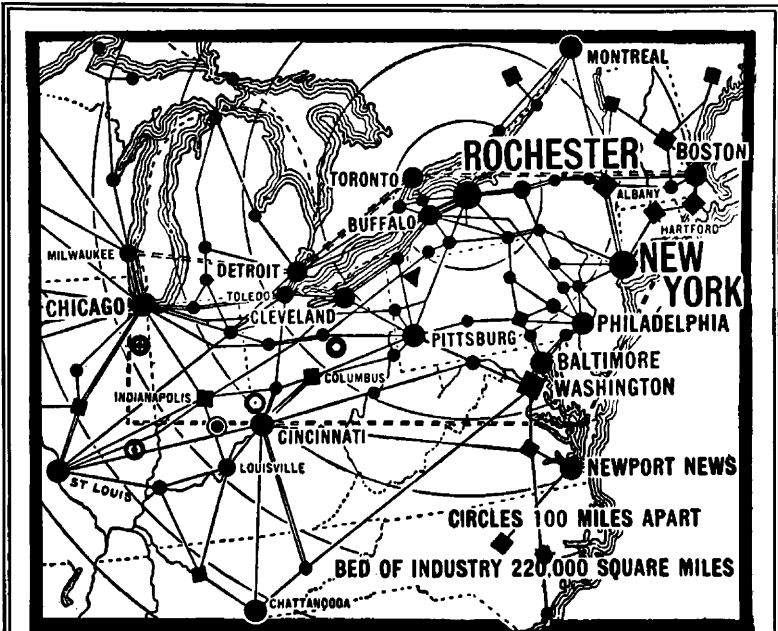 MONTREAL
ROCHESTER
BOSTON
TORONTO
ALBANY
BUFFALO
HARTFORD
MILWAUKEE
DETROIT
NEW
YORK
TOLEDO
CHICAGO
CLEVELAND
PHILADELPHIA
PITTSBURG
BALTIMORE
COLUMBUS
WASHINGTON
INDIANAPOLIS
CINCINNATI
LOUISVILLE
NEWPORT NEWS
ST LOUIS
CIRCLES 100 MILES APART
BED OF INDUSTRY 220,000 SQUARE MILES
CHATTANOOGA